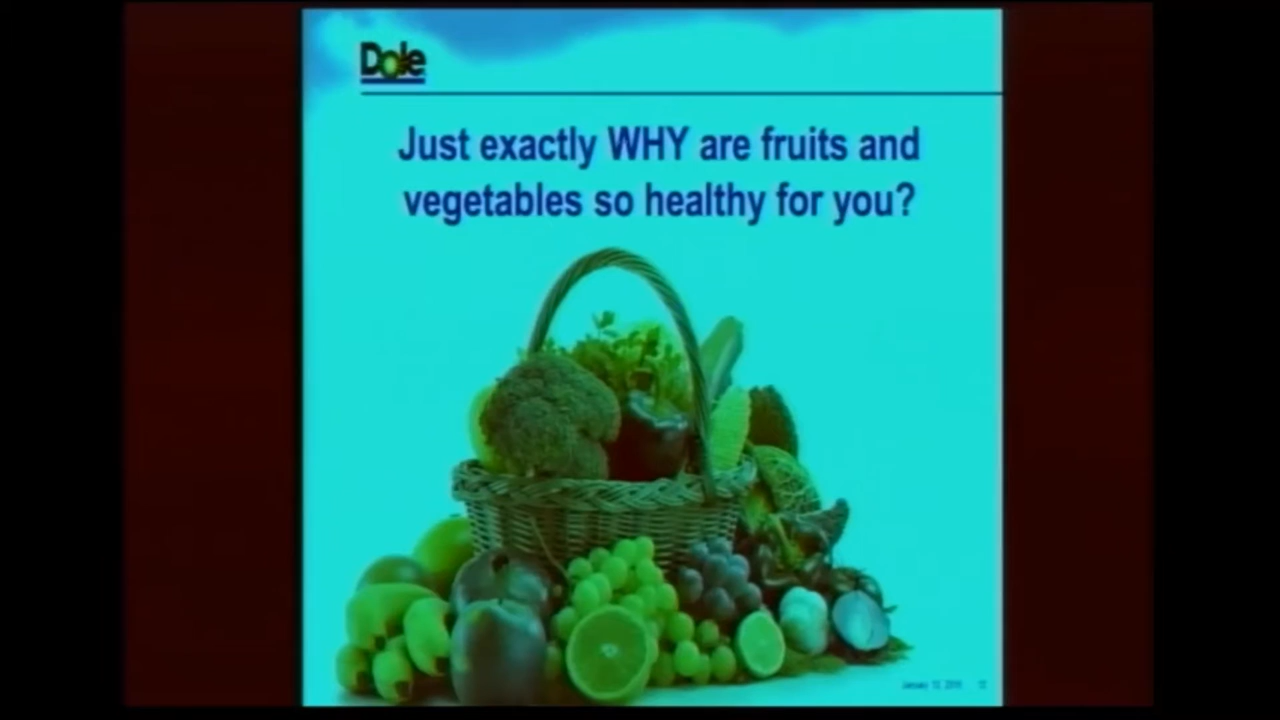 Dole
Just exactly WHY are fruits and
vegetables so healthy for you?